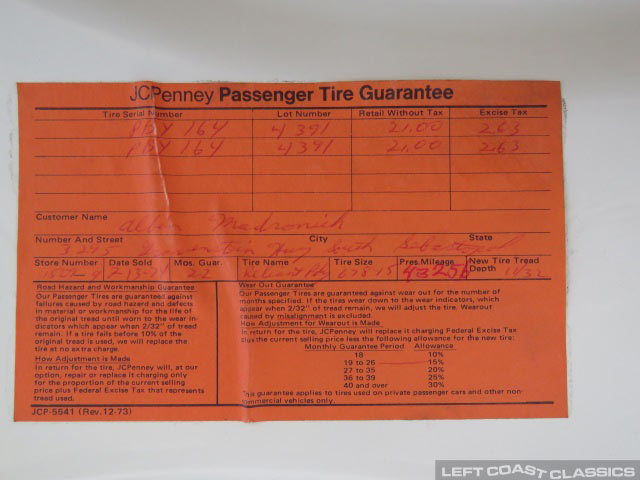 JCPenney Passenger Tire Guarantee
Tire Serial Number Lot Number Retail Without Tax Excise Tax
PDY 164 4391 21.00 2.63
PDY 164 4391 21.00 2.63
Customer Name
Number And Street City State
South Sebastopol
Store Number Date Sold Mos. Guar. Tire Name Tire Size Pres. Mileage New Tire Tread Depth
22 43256 11/32
Road Hazard and Workmanship Guarantee
Our Passenger Tires are guaranteed against
failures caused by road hazard and defects
in material or workmanship for the life of
the original tread until worn to the wear in-
dicators which appear when 2/32" of tread
remain. If a tire fails before 10% of the
original tread is used, we will replace the
tire at no extra charge.
How Adjustment is Made
In return for the tire, JCPenney will, at our
option, repair or replace it charging only
for the proportion of the current selling
price plus Federal Excise Tax that represents
tread used.
JCP-5541 (Rev. 12-73)
Wear Out Guarantee
Our Passenger Tires are guaranteed against wear out for the number of
months specified. If the tires wear down to the wear indicators, which
appear when 2/32" of tread remain, we will adjust the tire. Wearout
caused by misalignment is excluded.
How Adjustment for Wearout is Made
In return for the tire, JCPenney will replace it charging Federal Excise Tax
plus the current selling price less the following allowance for the new tire:
Monthly Guarantee Period Allowance
18 10%
19 to 26 15%
27 to 35 20%
36 to 39 25%
40 and over 30%
This guarantee applies to tires used on private passenger cars and other non-
commercial vehicles only.
LEFT COAST CLASSICS